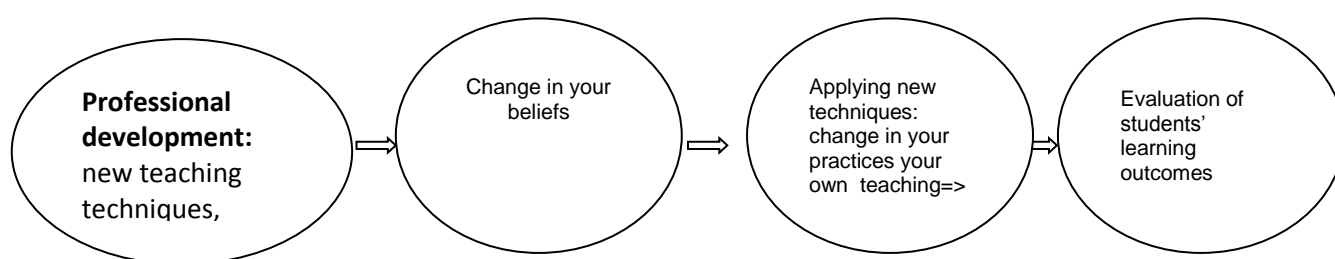 Professional
development:
new teaching
techniques,
Change in your
beliefs
Applying new
techniques:
change in your
practices your
own  teaching=>
Evaluation of
students’
learning
outcomes